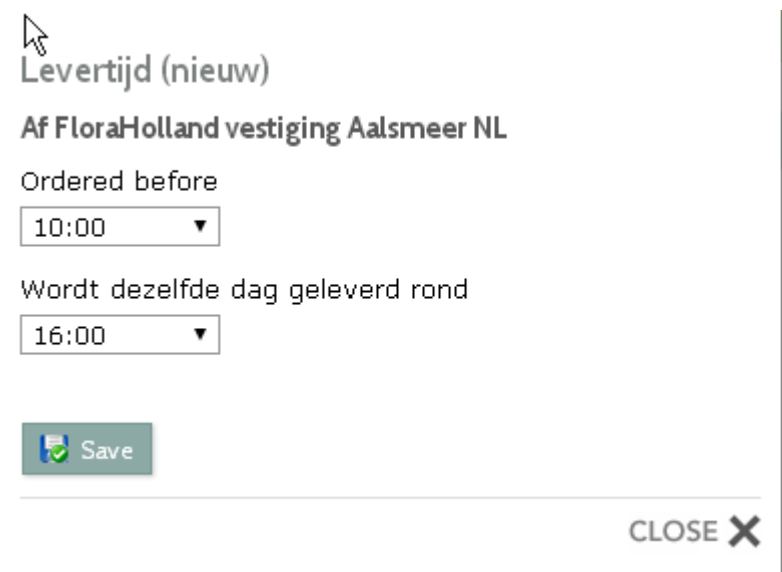 Levertijd (nieuw)
Af FloraHolland vestiging Aalsmeer NL
Ordered before
10:00
Wordt dezelfde dag geleverd rond
16:00
Save
CLOSE